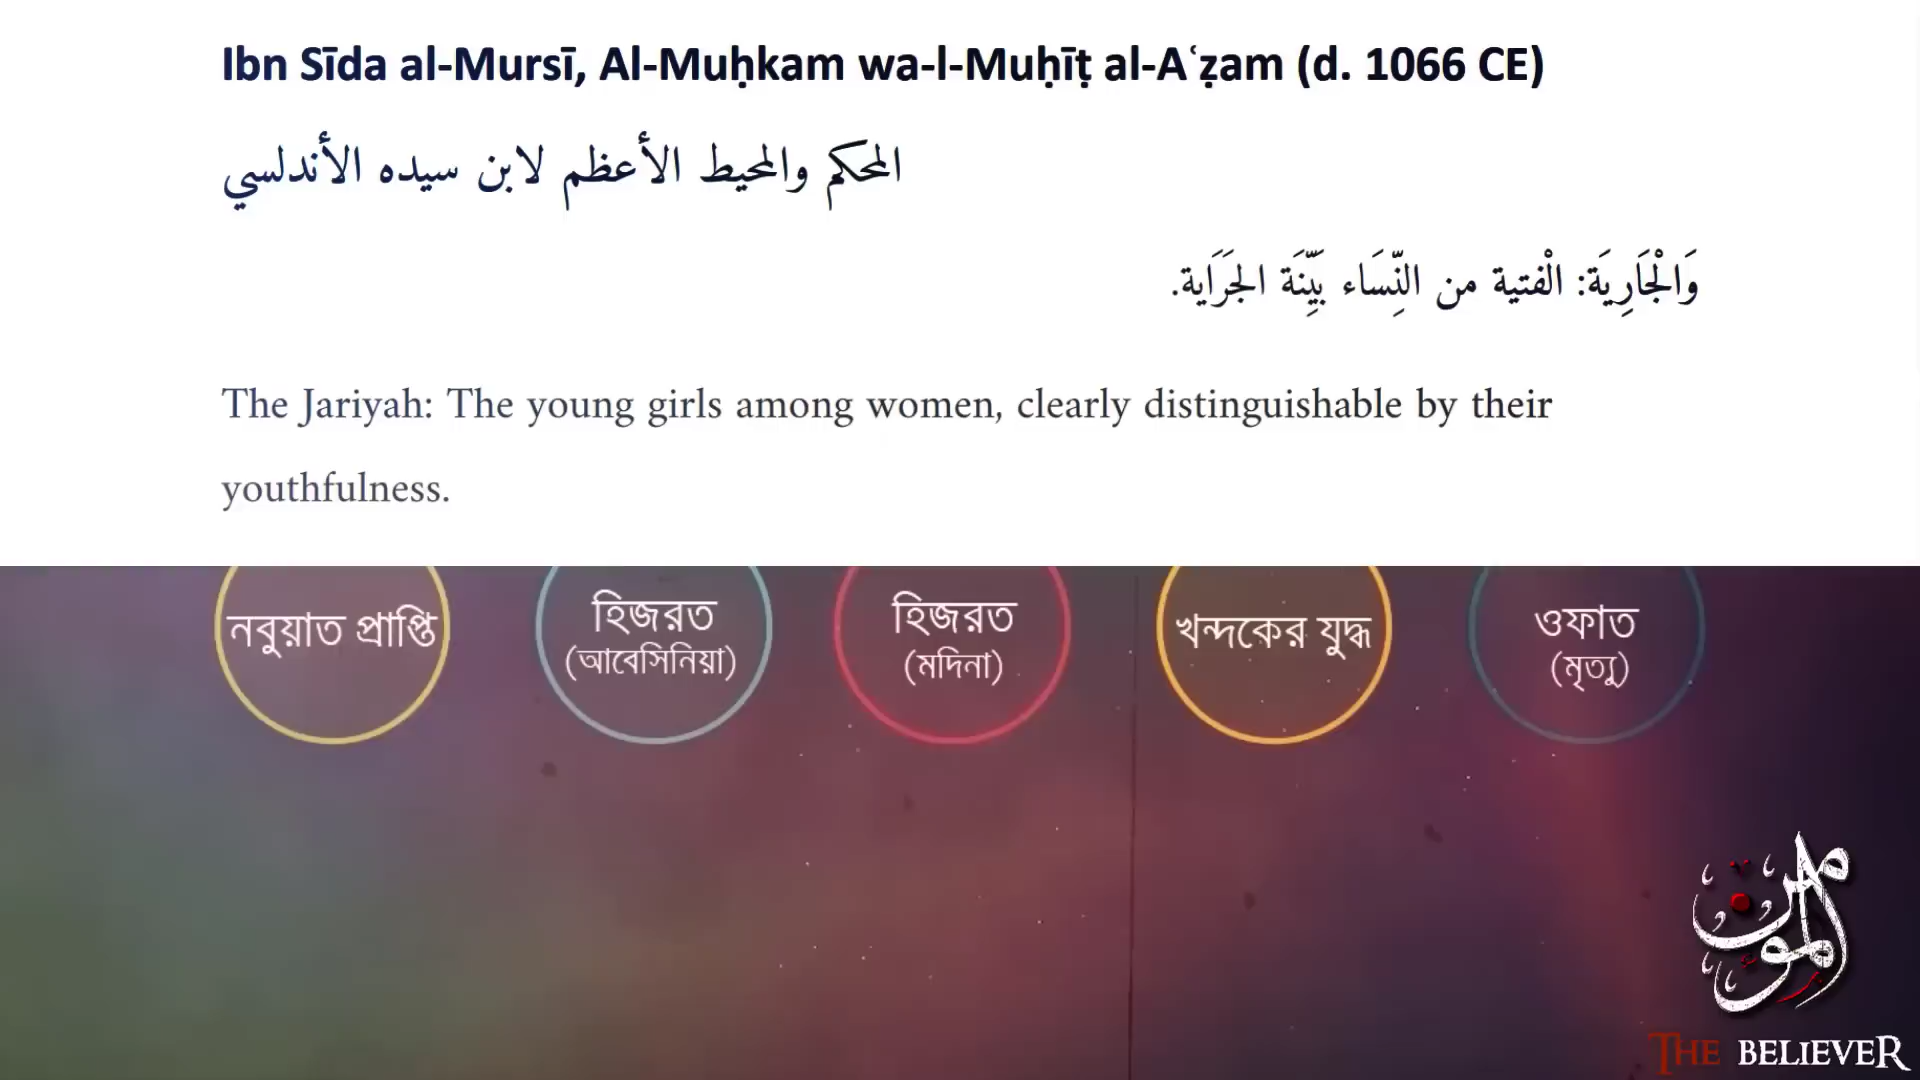 Ibn Sīda al-Mursī, Al-Muḥkam wa-l-Muḥīṭ al-Aʿẓam (d. 1066 CE)
المحكم والمحيط الأعظم لابن سيده الأندلسي
وَالْجَارِيَة: الْفتية من النِّسَاء بَيِّنَة الجَرَاية.
The Jariyah: The young girls among women, clearly distinguishable by their
youthfulness.
নবুয়াত প্রাপ্তি
হিজরত
(আবেসিনিয়া)
হিজরত
(মদিনা)
খন্দকের যুদ্ধ
ওফাত
(মৃত্যু)
المؤمن
THE BELIEVER